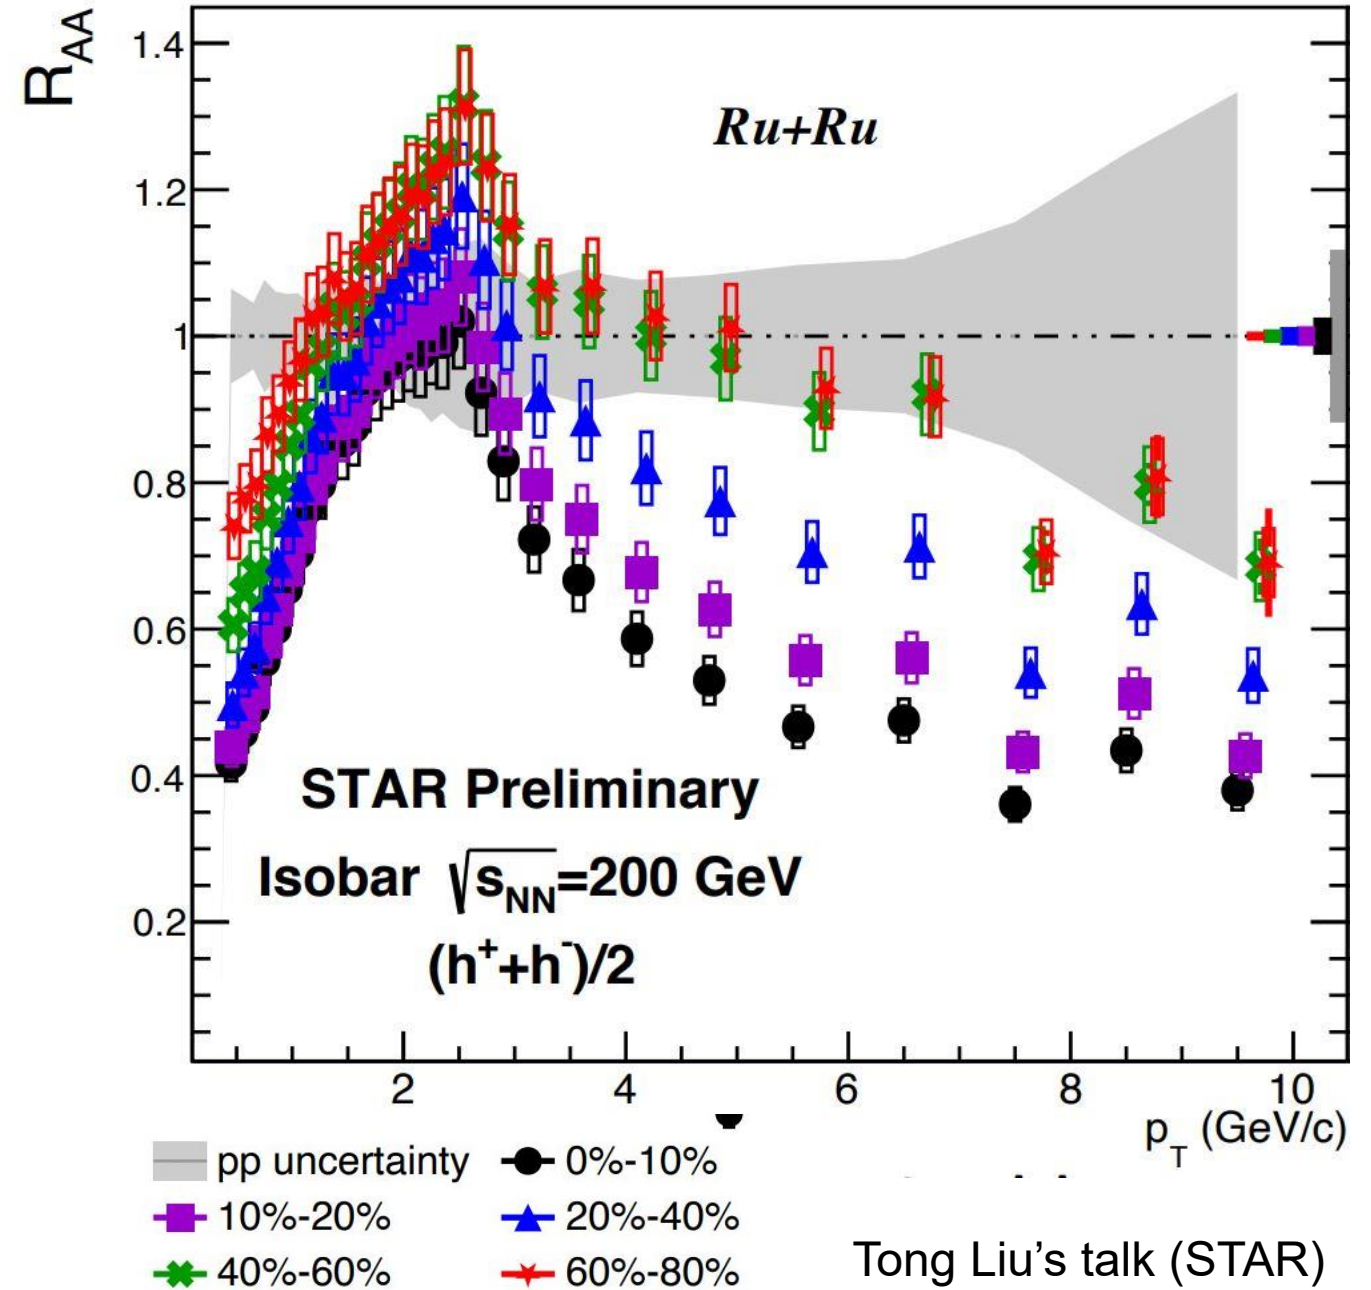 R_AA
1.4
1.2
1
0.8
0.6
0.4
0.2
Ru+Ru
STAR Preliminary
Isobar √s_NN=200 GeV
(h⁺+h⁻)/2
2 4 6 8 10
p_T (GeV/c)
pp uncertainty 0%-10%
10%-20% 20%-40%
40%-60% 60%-80%
Tong Liu’s talk (STAR)